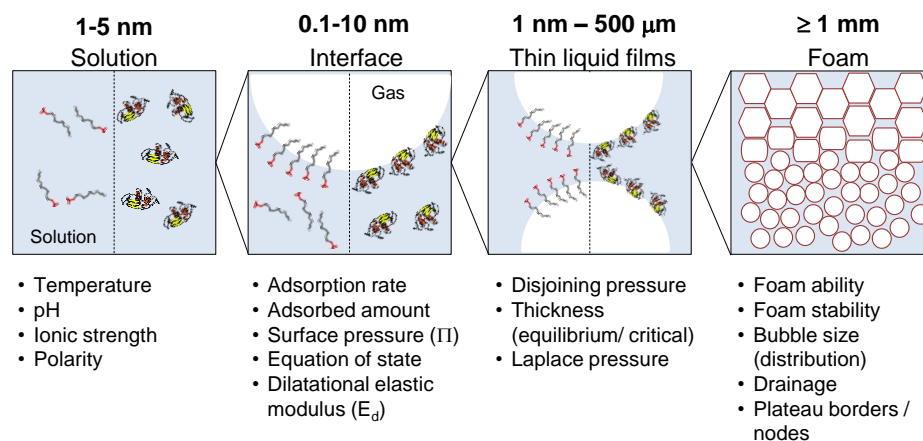 1-5 nm
Solution
Solution
• Temperature
• pH
• Ionic strength
• Polarity
0.1-10 nm
Interface
Gas
• Adsorption rate
• Adsorbed amount
• Surface pressure (Π)
• Equation of state
• Dilatational elastic
modulus (E_d)
1 nm – 500 μm
Thin liquid films
• Disjoining pressure
• Thickness
(equilibrium/ critical)
• Laplace pressure
≥ 1 mm
Foam
• Foam ability
• Foam stability
• Bubble size
(distribution)
• Drainage
• Plateau borders /
nodes